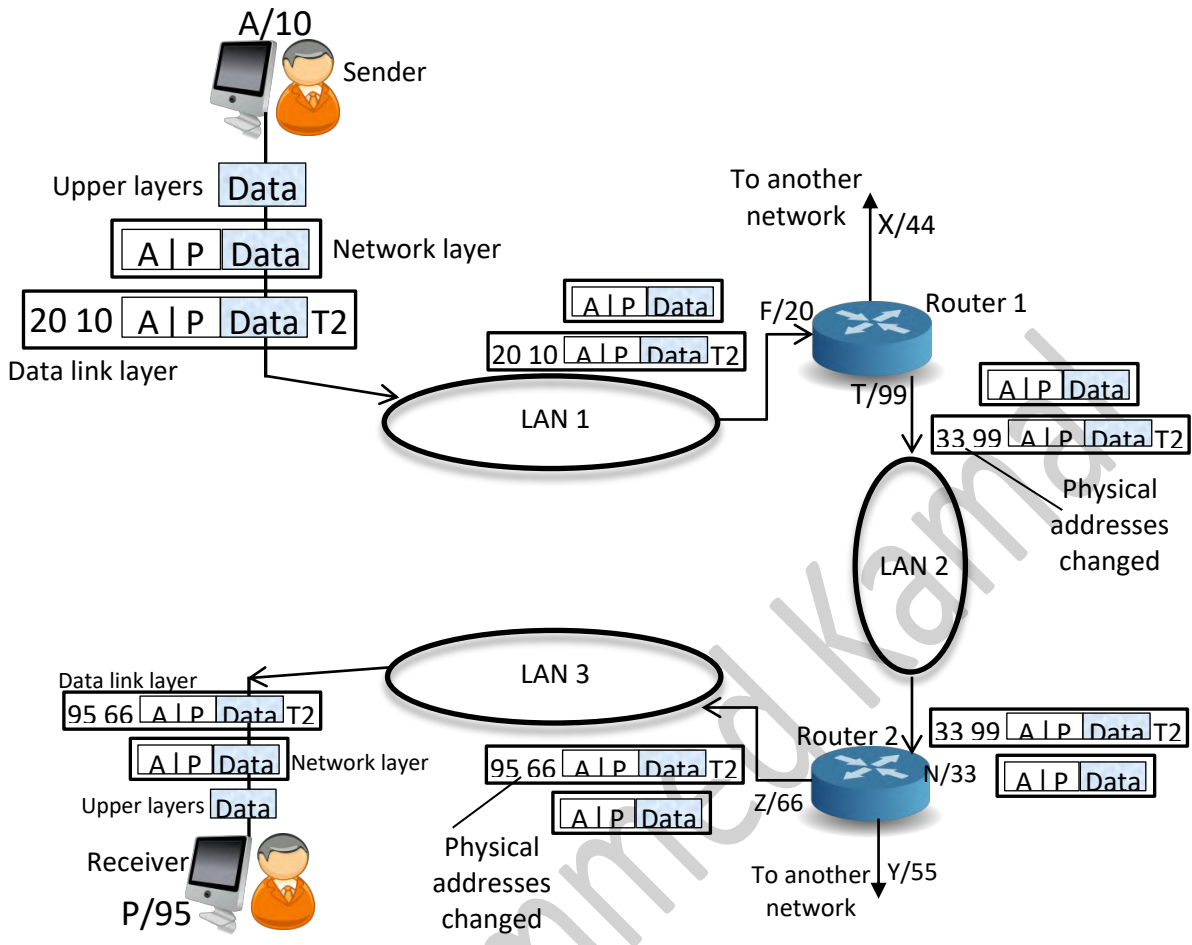 A/10
Sender
Upper layers Data
A | P Data Network layer
20 10 A | P Data T2
Data link layer
To another
network
X/44
A | P Data
F/20
Router 1
20 10 A | P Data T2
LAN 1
T/99
A | P Data
33 99 A | P Data T2
Physical
addresses
changed
LAN 2
LAN 3
Data link layer
95 66 A | P Data T2
A | P Data Network layer
Upper layers Data
Receiver
P/95
95 66 A | P Data T2
A | P Data
Physical
addresses
changed
Router 2
33 99 A | P Data T2
N/33
A | P Data
Z/66
To another
network
Y/55
Kamal